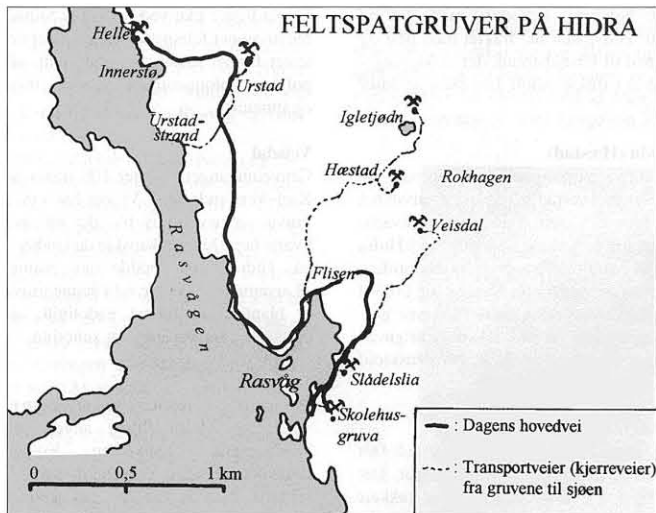 FELTSPATGRUVER PÅ HIDRA
Helle
Innerstø
Urstad
Urstad-
strand
Igletjødn
Hæstad
Rokhagen
Veisdal
Rasvågen
Flisen
Rasvåg
Slådelslia
Skolehus-
gruva
: Dagens hovedvei
: Transportveier (kjerreveier)
fra gruvene til sjøen
0 0,5 1 km